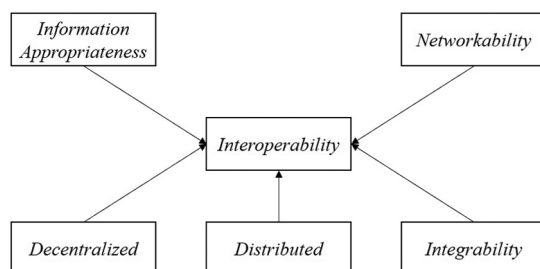 Information
Appropriateness
Networkability
Interoperability
Decentralized
Distributed
Integrability